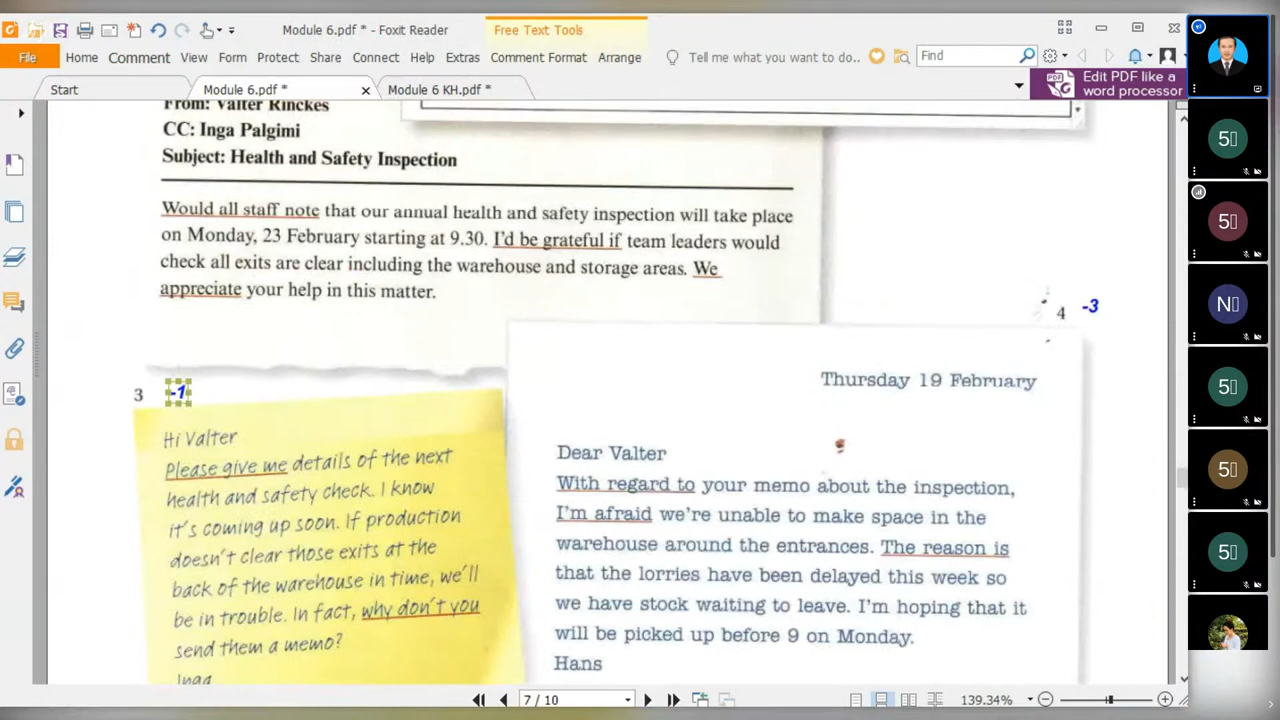 Module 6.pdf * - Foxit Reader
Free Text Tools
File
Home
Comment
View
Form
Protect
Share
Connect
Help
Extras
Comment Format
Arrange
Tell me what you want to do..
Find
Start
Module 6.pdf *
Module 6 KH.pdf *
Edit PDF like a
word processor
From: Valter Rinckes
CC: Inga Palgimi
Subject: Health and Safety Inspection
Would all staff note that our annual health and safety inspection will take place
on Monday, 23 February starting at 9.30. I'd be grateful if team leaders would
check all exits are clear including the warehouse and storage areas. We
appreciate your help in this matter.
3 -1
Hi Valter
Please give me details of the next
health and safety check. I know
it's coming up soon. If production
doesn't clear those exits at the
back of the warehouse in time, we'll
be in trouble. In fact, why don't you
send them a memo?
Inga
4 -3
Thursday 19 February
Dear Valter
With regard to your memo about the inspection,
I'm afraid we're unable to make space in the
warehouse around the entrances. The reason is
that the lorries have been delayed this week so
we have stock waiting to leave. I'm hoping that it
will be picked up before 9 on Monday.
Hans
5
5
N
5
5
5
7 / 10
139.34%